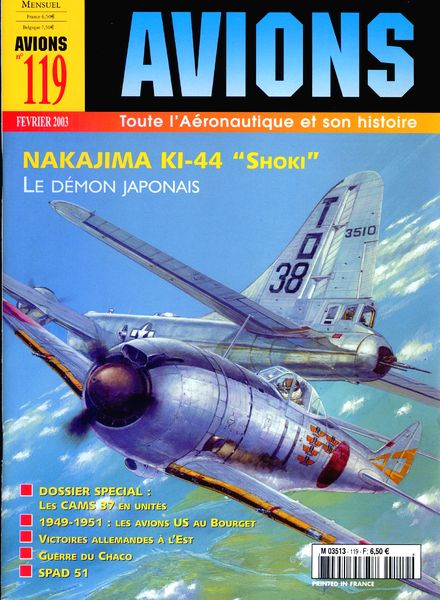 MENSUEL
France 6,50€
Belgique 7,50€
AVIONS
n° 119
FEVRIER 2003
AVIONS
Toute l'Aéronautique et son histoire
NAKAJIMA KI-44 “SHOKI”
LE DÉMON JAPONAIS
T
3510
38
DOSSIER SPECIAL :
LES CAMS 37 EN UNITÉS
1949-1951 : LES AVIONS US AU BOURGET
VICTOIRES ALLEMANDES À L'EST
GUERRE DU CHACO
SPAD 51
M 03513 - 119 - F: 6,50 €
PRINTED IN FRANCE